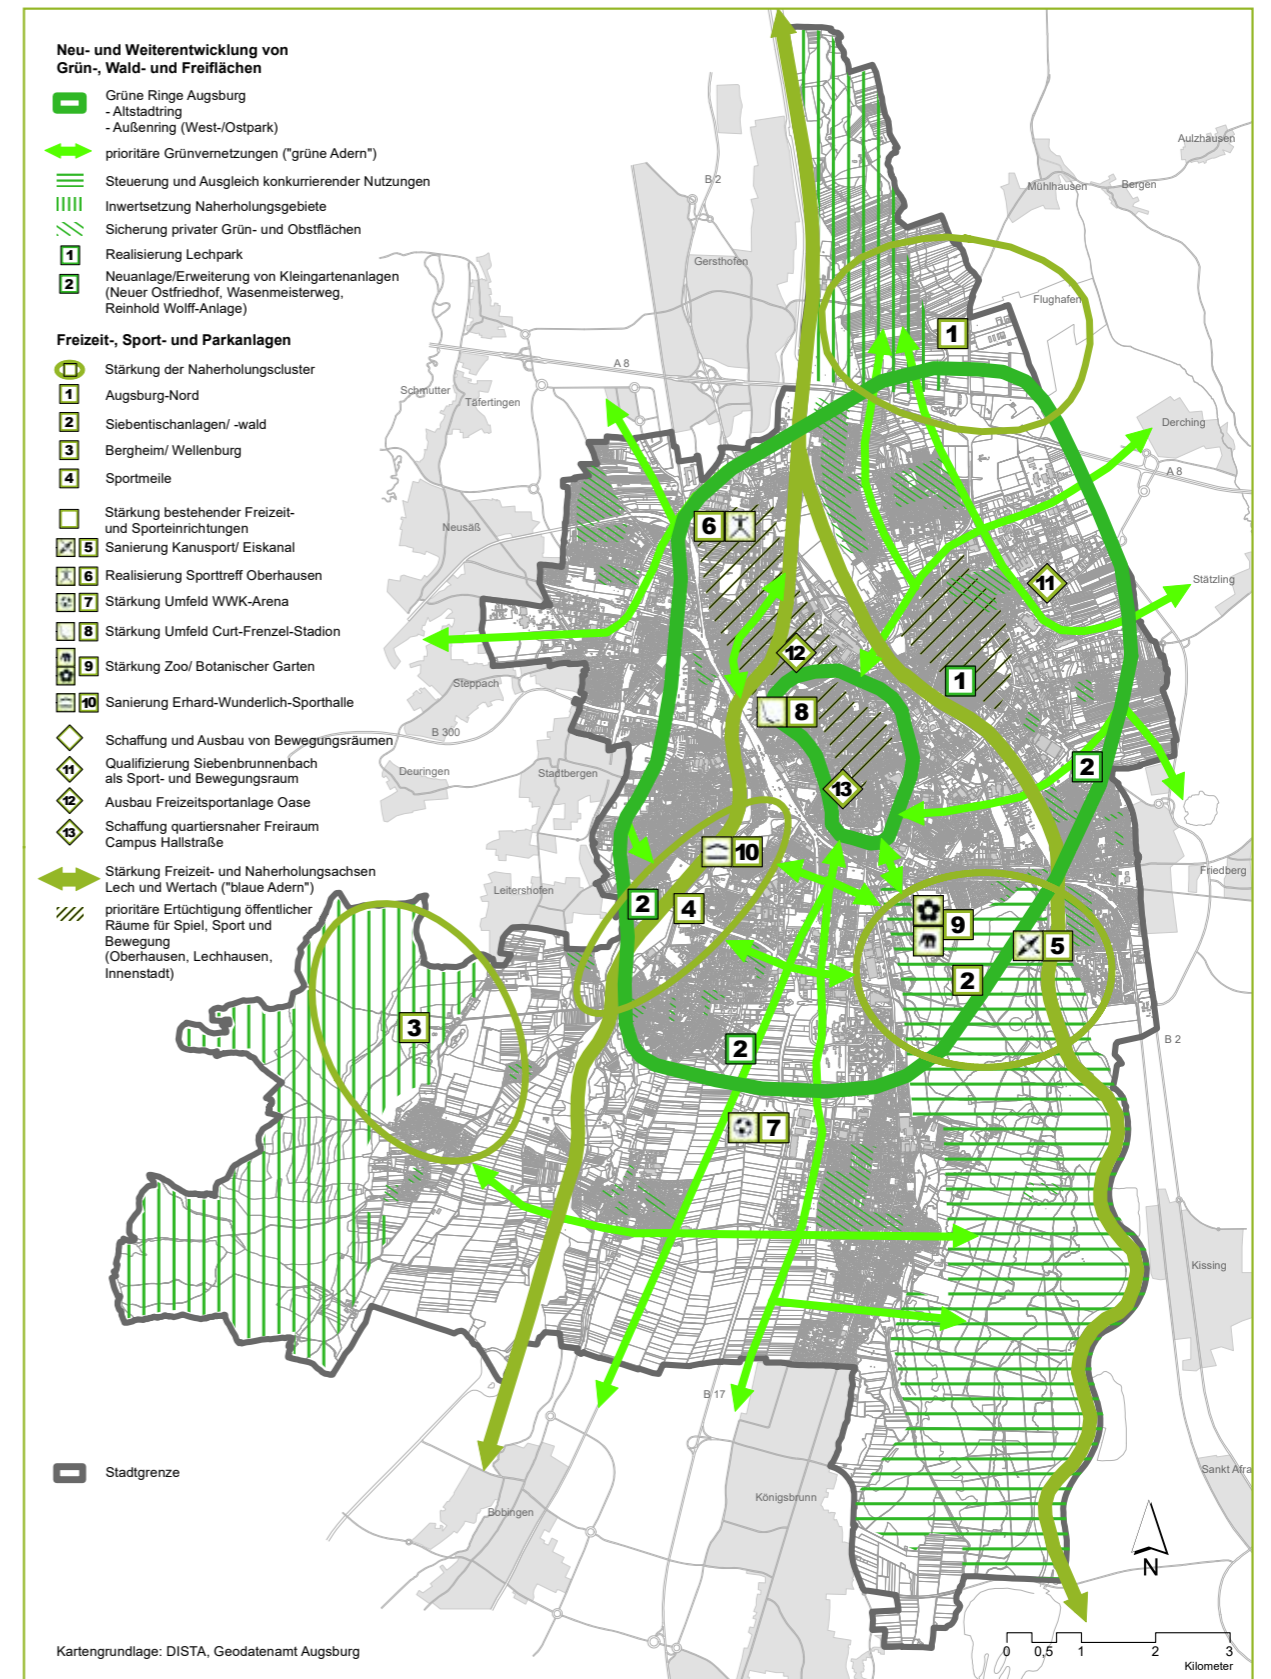 Neu- und Weiterentwicklung von
Grün-, Wald- und Freiflächen
Grüne Ringe Augsburg
- Altstadtring
- Außenring (West-/Ostpark)
prioritäre Grünvernetzungen ("grüne Adern")
Steuerung und Ausgleich konkurrierender Nutzungen
Inwertsetzung Naherholungsgebiete
Sicherung privater Grün- und Obstflächen
1 Realisierung Lechpark
2 Neuanlage/Erweiterung von Kleingartenanlagen
(Neuer Ostfriedhof, Wasenmeisterweg,
Reinhold Wolff-Anlage)
Freizeit-, Sport- und Parkanlagen
Stärkung der Naherholungscluster
1 Augsburg-Nord
2 Siebentischanlagen/ -wald
3 Bergheim/ Wellenburg
4 Sportmeile
Stärkung bestehender Freizeit-
und Sporteinrichtungen
5 Sanierung Kanusport/ Eiskanal
6 Realisierung Sporttreff Oberhausen
7 Stärkung Umfeld WWK-Arena
8 Stärkung Umfeld Curt-Frenzel-Stadion
9 Stärkung Zoo/ Botanischer Garten
10 Sanierung Erhard-Wunderlich-Sporthalle
Schaffung und Ausbau von Bewegungsräumen
11 Qualifizierung Siebenbrunnenbach
als Sport- und Bewegungsraum
12 Ausbau Freizeitsportanlage Oase
13 Schaffung quartiersnaher Freiraum
Campus Hallstraße
Stärkung Freizeit- und Naherholungsachsen
Lech und Wertach ("blaue Adern")
prioritäre Ertüchtigung öffentlicher
Räume für Spiel, Sport und
Bewegung
(Oberhausen, Lechhausen,
Innenstadt)
Stadtgrenze
Kartengrundlage: DISTA, Geodatenamt Augsburg
Aulzhausen
B 2
Mühlhausen
Bergen
Gersthofen
Flughafen
1
A 8
Schmutter
Täfertingen
Derching
A 8
Neusäß
6
Stätzling
11
12
Steppach
1
8
B 300
Deuringen
Stadtbergen
2
13
10
Friedberg
Leitershofen
2
4
9
5
2
3
2
B 2
7
Kissing
B 17
Sankt Afra
Königsbrunn
Bobingen
N
0 0,5 1 2 3
Kilometer